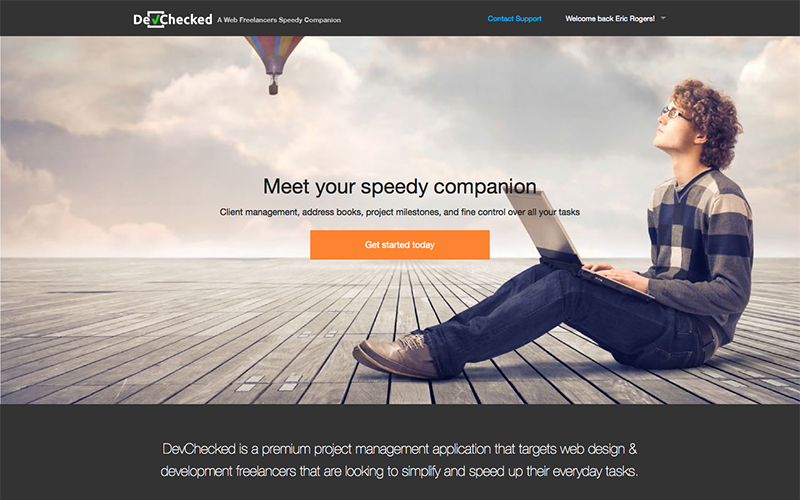 DevChecked A Web Freelancers Speedy Companion
Contact Support
Welcome back Eric Rogers!
Meet your speedy companion
Client management, address books, project milestones, and fine control over all your tasks
Get started today
DevChecked is a premium project management application that targets web design &
development freelancers that are looking to simplify and speed up their everyday tasks.